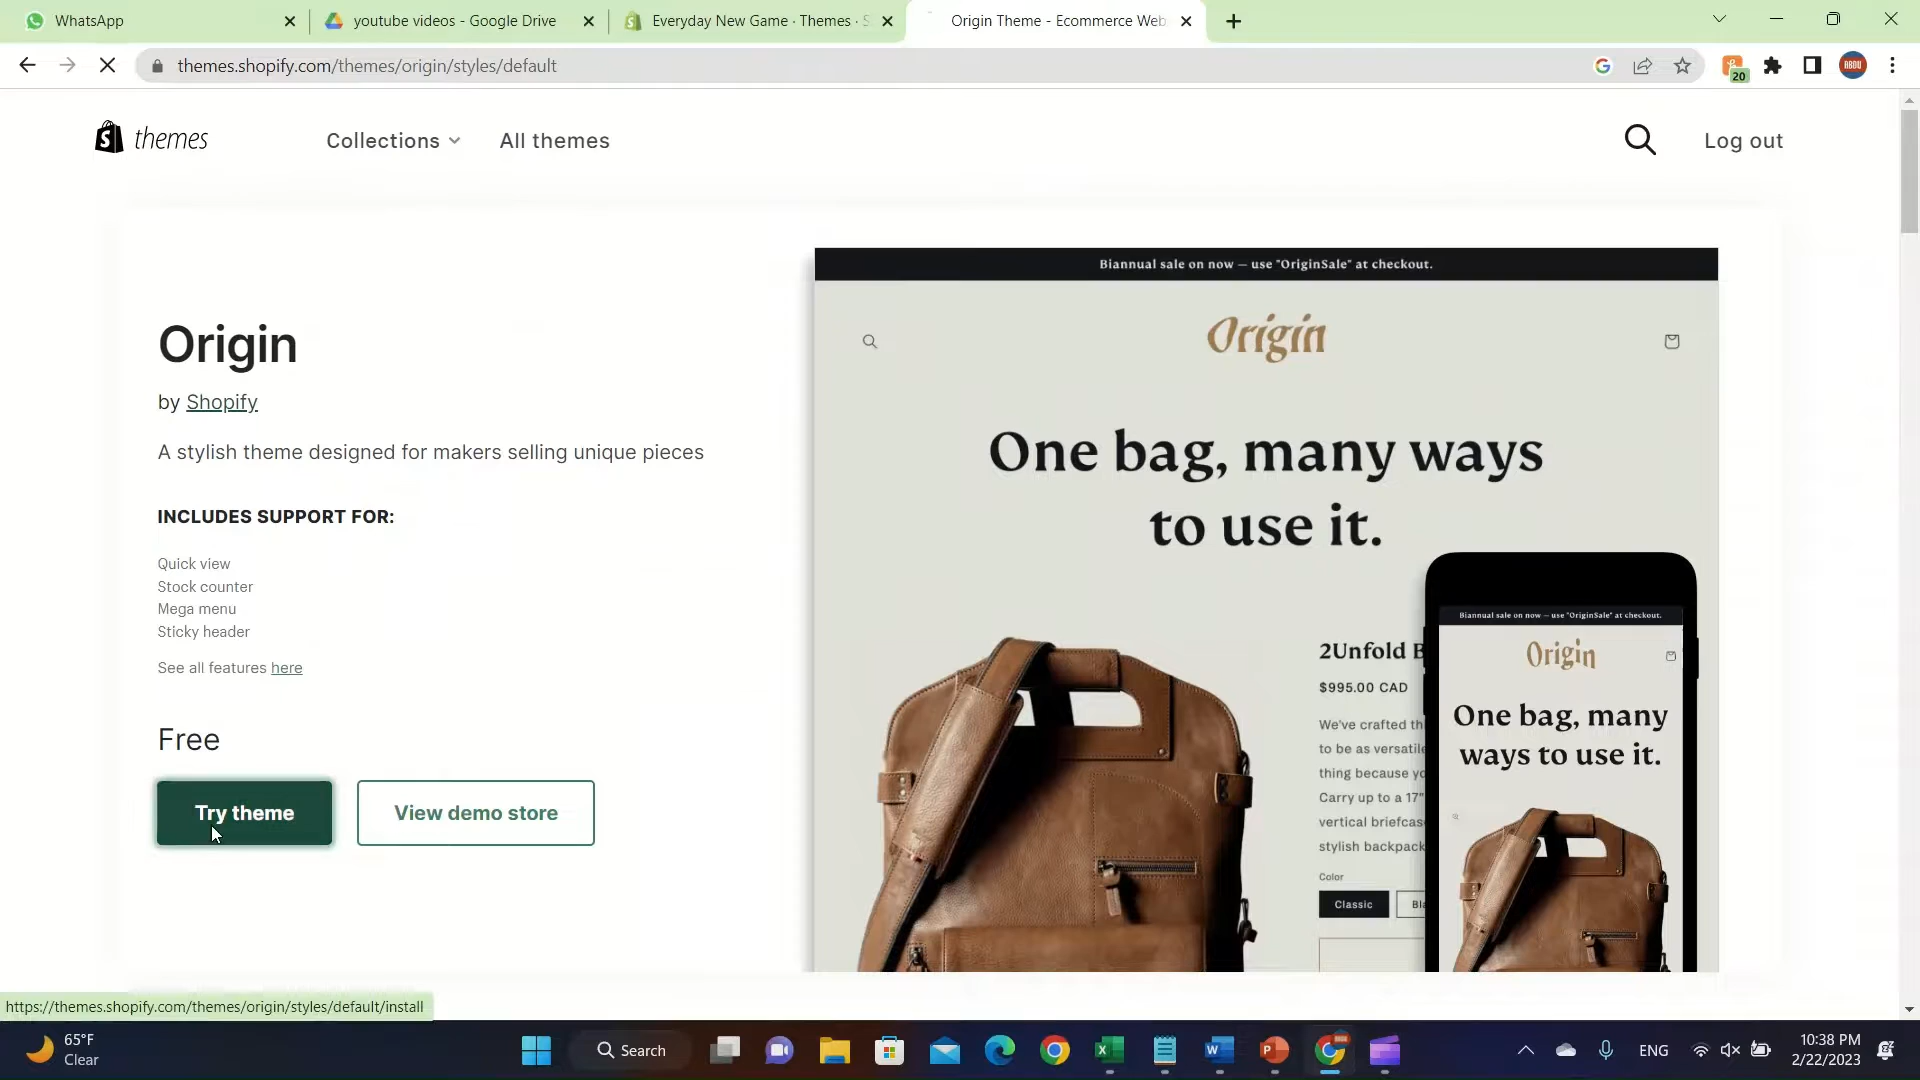 WhatsApp
youtube videos - Google Drive
Everyday New Game · Themes · S
Origin Theme - Ecommerce Web
themes.shopify.com/themes/origin/styles/default
20
ABDU
themes
Collections
All themes
Log out
Origin
by Shopify
A stylish theme designed for makers selling unique pieces
INCLUDES SUPPORT FOR:
Quick view
Stock counter
Mega menu
Sticky header
See all features here
Free
Try theme
View demo store
Biannual sale on now — use "OriginSale" at checkout.
Origin
One bag, many ways
to use it.
2Unfold B
$995.00 CAD
We've crafted th
to be as versatile
thing because yo
Carry up to a 17"
vertical briefcas
stylish backpack
Color
Classic
Bla
Biannual sale on now — use "OriginSale" at checkout.
Origin
One bag, many
ways to use it.
https://themes.shopify.com/themes/origin/styles/default/install
65°F
Clear
Search
ENG
10:38 PM
2/22/2023